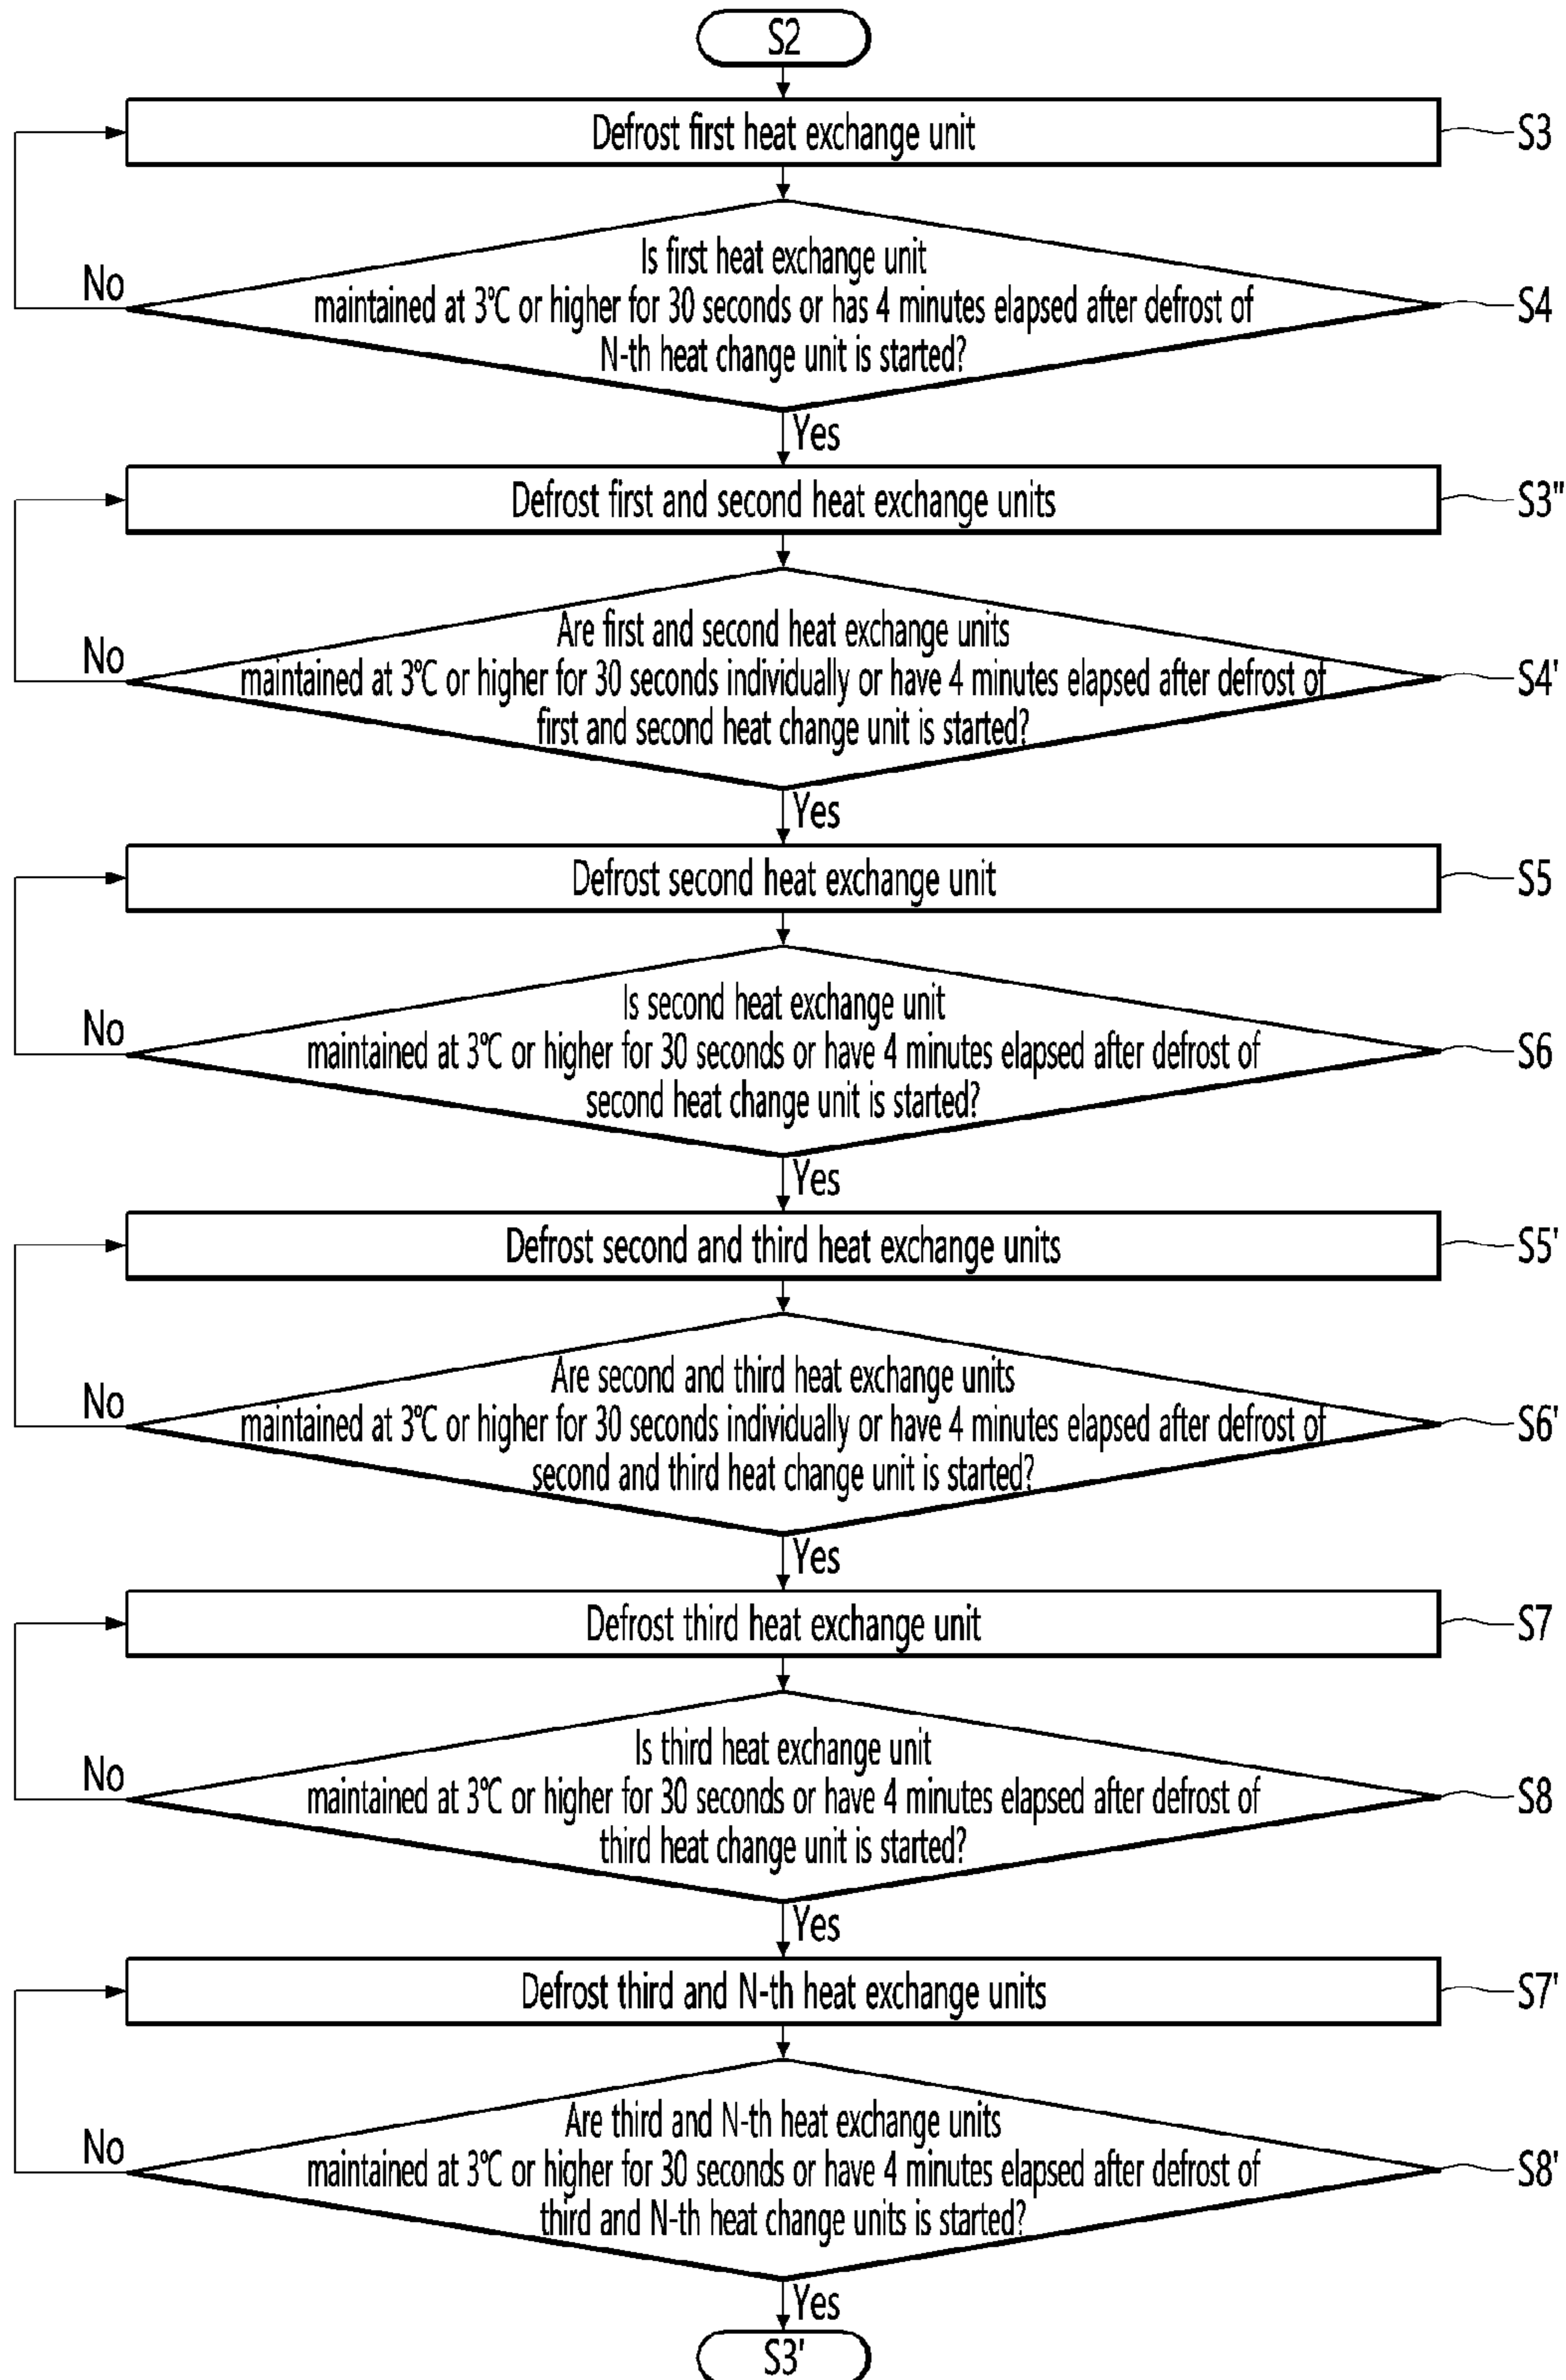 S2
Defrost first heat exchange unit
S3
Is first heat exchange unit
maintained at 3℃ or higher for 30 seconds or has 4 minutes elapsed after defrost of
N-th heat change unit is started?
No
S4
Yes
Defrost first and second heat exchange units
S3"
Are first and second heat exchange units
maintained at 3℃ or higher for 30 seconds individually or have 4 minutes elapsed after defrost of
first and second heat change unit is started?
No
S4'
Yes
Defrost second heat exchange unit
S5
Is second heat exchange unit
maintained at 3℃ or higher for 30 seconds or have 4 minutes elapsed after defrost of
second heat change unit is started?
No
S6
Yes
Defrost second and third heat exchange units
S5'
Are second and third heat exchange units
maintained at 3℃ or higher for 30 seconds individually or have 4 minutes elapsed after defrost of
second and third heat change unit is started?
No
S6'
Yes
Defrost third heat exchange unit
S7
Is third heat exchange unit
maintained at 3℃ or higher for 30 seconds or have 4 minutes elapsed after defrost of
third heat change unit is started?
No
S8
Yes
Defrost third and N-th heat exchange units
S7'
Are third and N-th heat exchange units
maintained at 3℃ or higher for 30 seconds or have 4 minutes elapsed after defrost of
third and N-th heat change units is started?
No
S8'
Yes
S3'